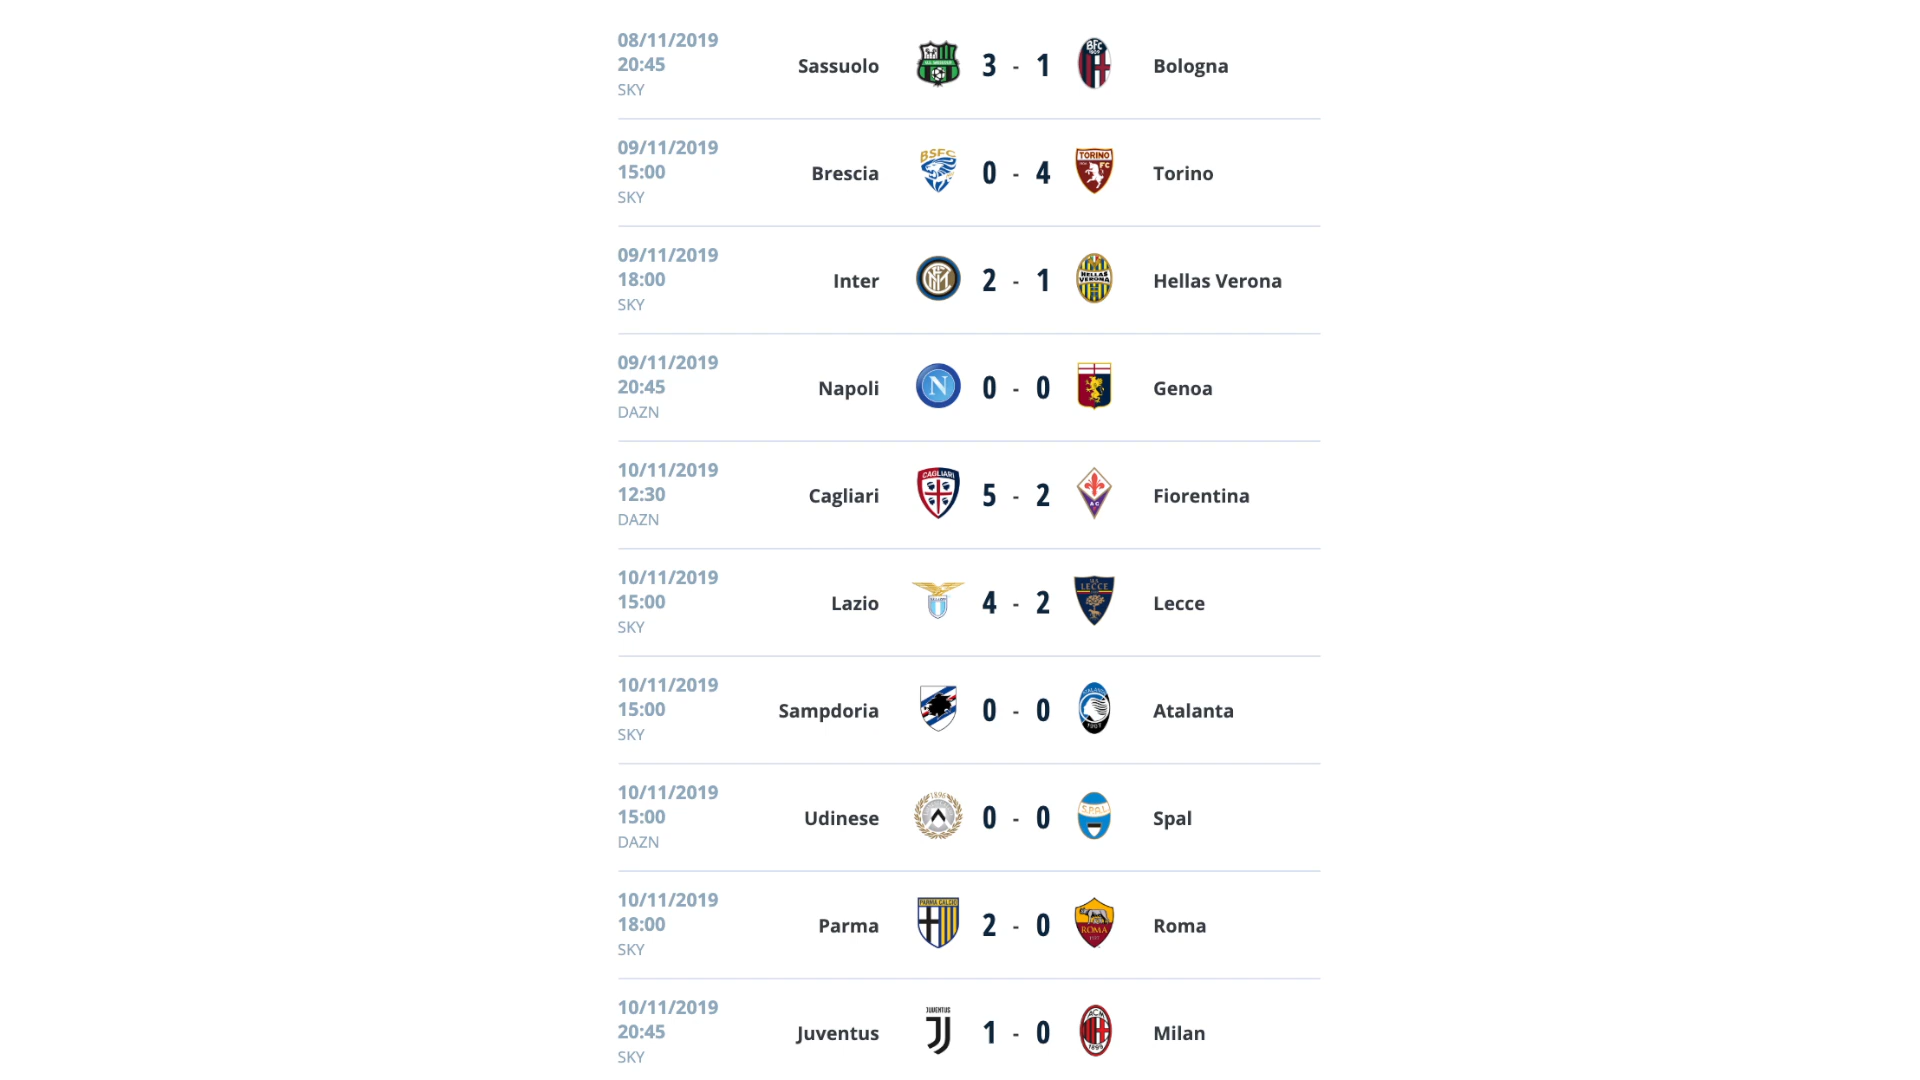 08/11/2019
20:45
SKY
Sassuolo 3 - 1 Bologna
09/11/2019
15:00
SKY
Brescia 0 - 4 Torino
09/11/2019
18:00
SKY
Inter 2 - 1 Hellas Verona
09/11/2019
20:45
DAZN
Napoli 0 - 0 Genoa
10/11/2019
12:30
DAZN
Cagliari 5 - 2 Fiorentina
10/11/2019
15:00
SKY
Lazio 4 - 2 Lecce
10/11/2019
15:00
SKY
Sampdoria 0 - 0 Atalanta
10/11/2019
15:00
DAZN
Udinese 0 - 0 Spal
10/11/2019
18:00
SKY
Parma 2 - 0 Roma
10/11/2019
20:45
SKY
Juventus 1 - 0 Milan